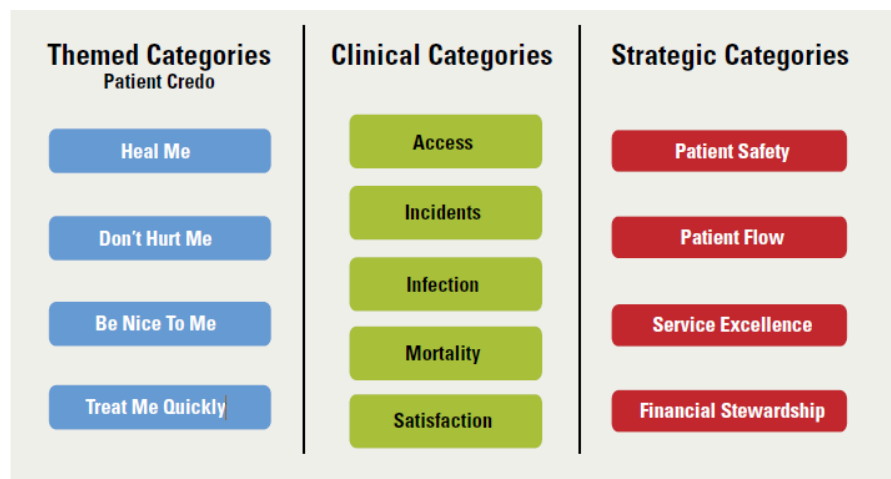 Themed Categories
Patient Credo
Heal Me
Don't Hurt Me
Be Nice To Me
Treat Me Quickly
Clinical Categories
Access
Incidents
Infection
Mortality
Satisfaction
Strategic Categories
Patient Safety
Patient Flow
Service Excellence
Financial Stewardship